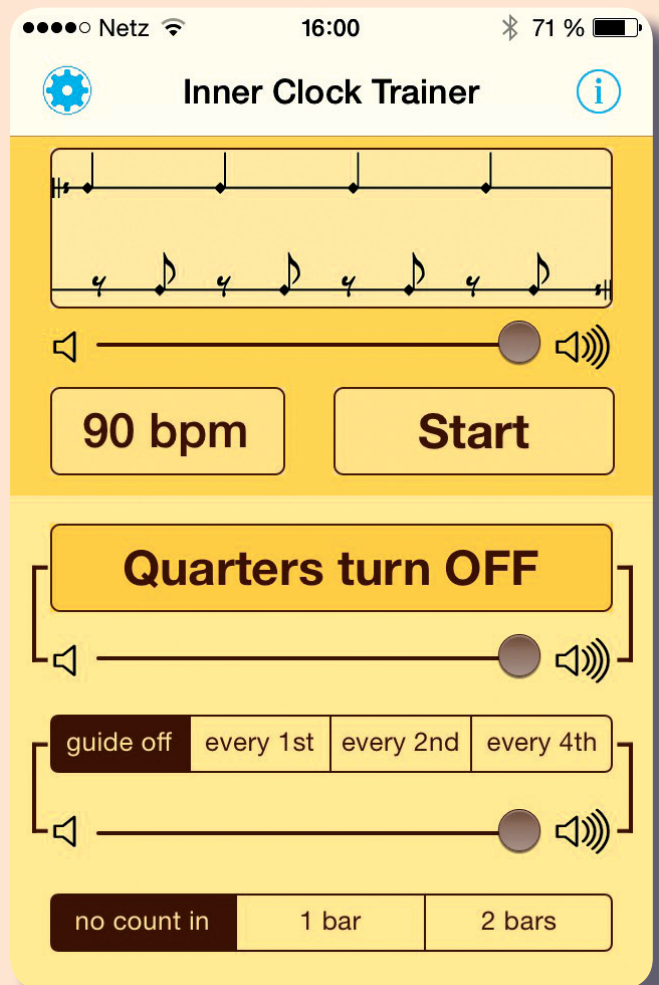 Netz 16:00 71 %
Inner Clock Trainer i
90 bpm Start
Quarters turn OFF
guide off every 1st every 2nd every 4th
no count in 1 bar 2 bars